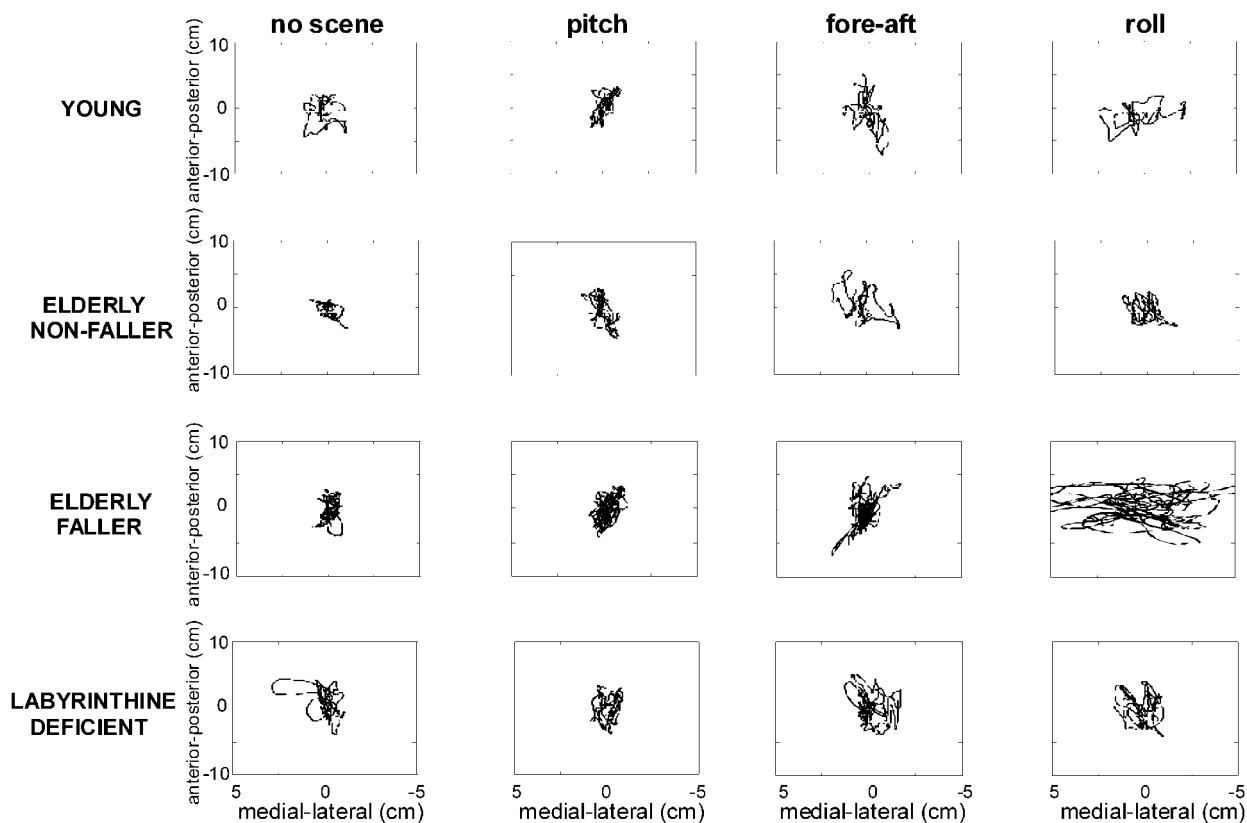 no scene pitch fore-aft roll
YOUNG
anterior-posterior (cm)
10
0
-10
ELDERLY
NON-FALLER
anterior-posterior (cm)
10
0
-10
ELDERLY
FALLER
anterior-posterior (cm)
10
0
-10
LABYRINTHINE
DEFICIENT
anterior-posterior (cm)
10
0
-10
5 0 -5 5 0 -5 5 0 -5 5 0 -5
medial-lateral (cm) medial-lateral (cm) medial-lateral (cm) medial-lateral (cm)